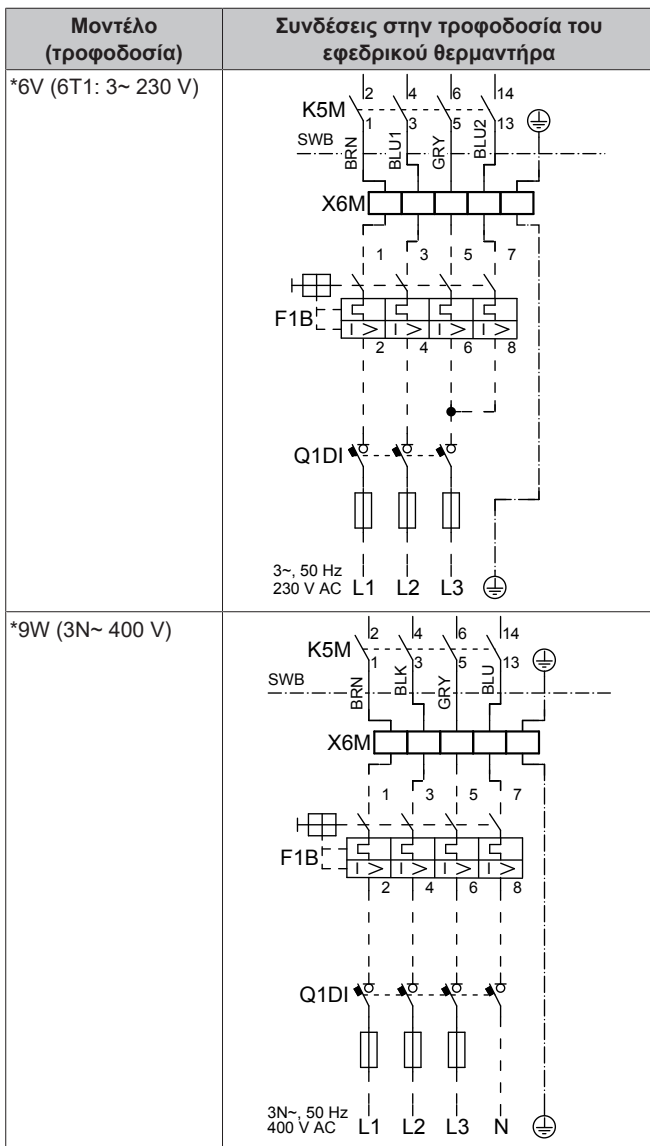 Μοντέλο (τροφοδοσία)
Συνδέσεις στην τροφοδοσία του εφεδρικού θερμαντήρα
*6V (6T1: 3~ 230 V)
2 4 6 14
K5M
1 3 5 13
SWB
BRN BLU1 GRY BLU2
X6M
1 3 5 7
F1B
I > I > I > I >
2 4 6 8
Q1DI
3~, 50 Hz
230 V AC
L1 L2 L3
*9W (3N~ 400 V)
2 4 6 14
K5M
1 3 5 13
SWB
BRN BLK GRY BLU
X6M
1 3 5 7
F1B
I > I > I > I >
2 4 6 8
Q1DI
3N~, 50 Hz
400 V AC
L1 L2 L3 N